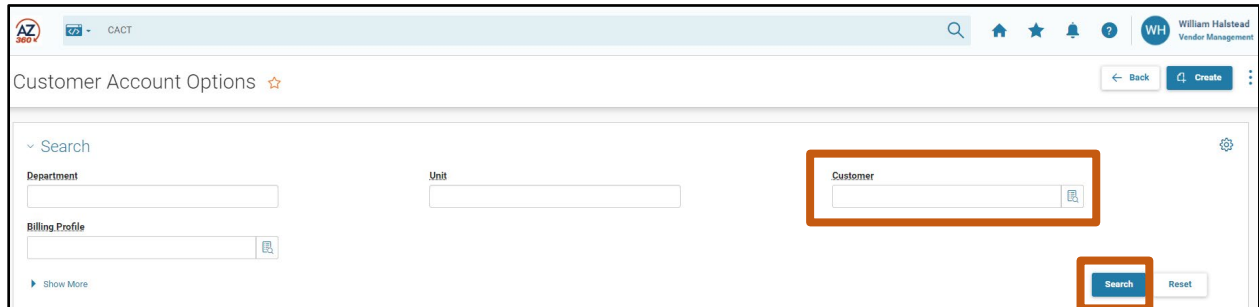 AZ
360
CACT
WH
William Halstead
Vendor Management
Customer Account Options
Back
Create
Search
Department
Unit
Customer
Billing Profile
Show More
Search
Reset